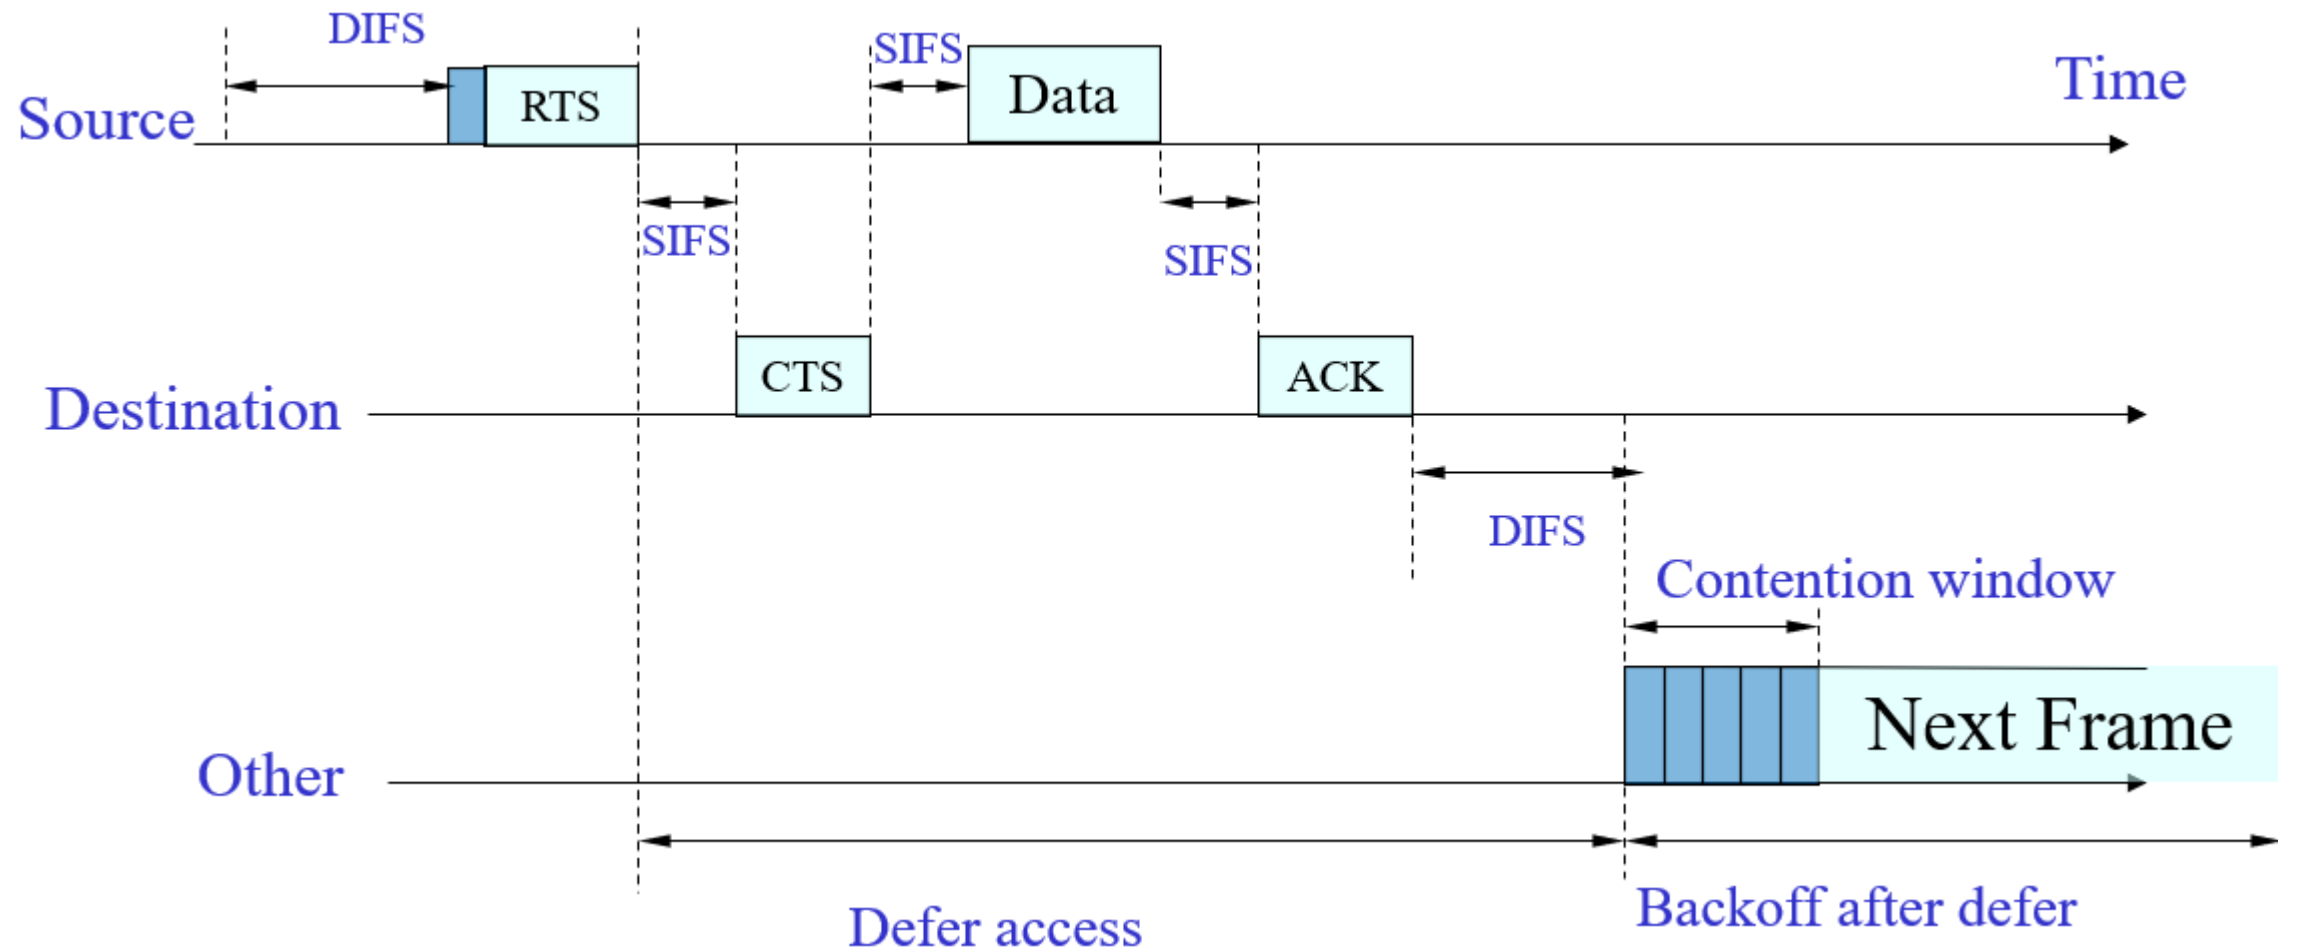 DIFS
SIFS
Time
Source
RTS
Data
SIFS
SIFS
CTS
ACK
Destination
DIFS
Contention window
Next Frame
Other
Defer access
Backoff after defer